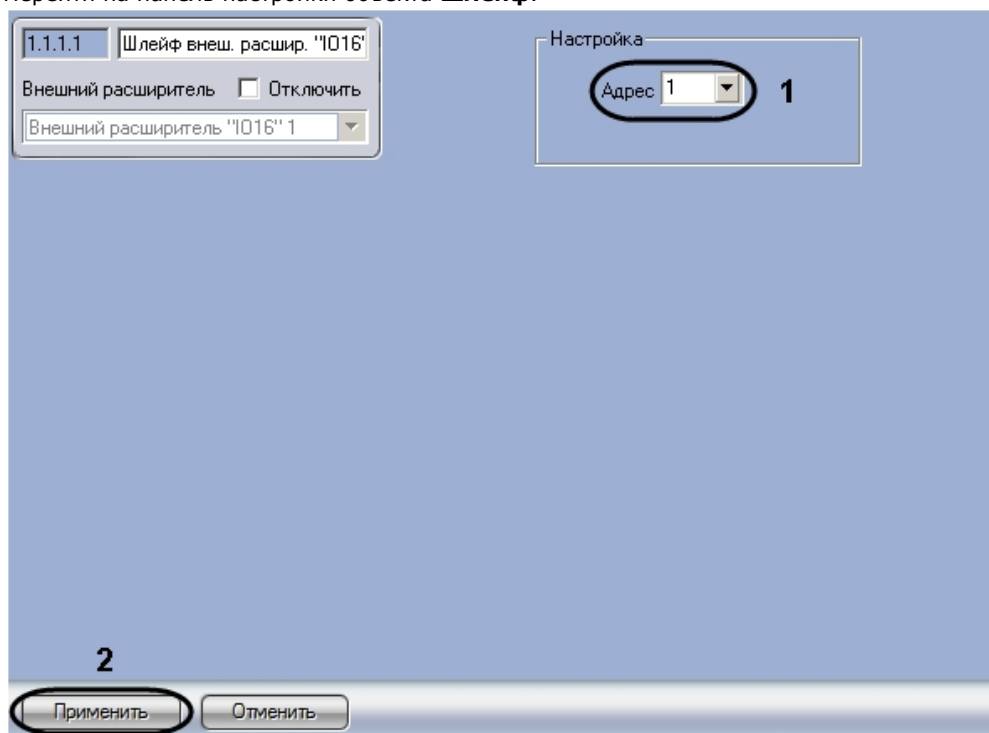 Перейти на панель настройки объекта Шлейф.
1.1.1.1 Шлейф внеш. расшир. "IO16"
Настройка
Внешний расширитель Отключить
Адрес 1 1
Внешний расширитель "IO16" 1
2
Применить Отменить